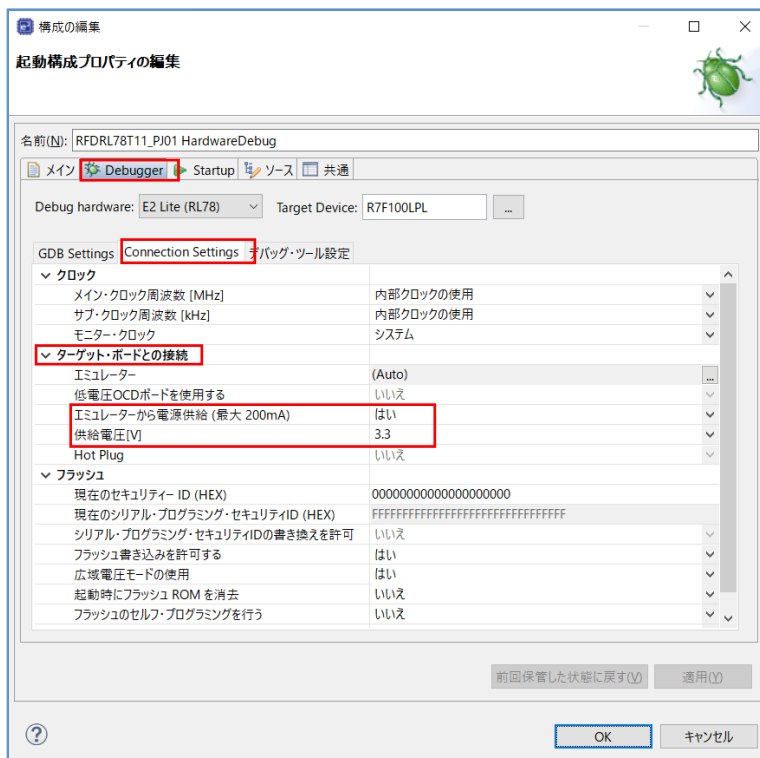 構成の編集
起動構成プロパティの編集
名前(N): RFDRL78T11_PJ01 HardwareDebug
メイン Debugger Startup ソース 共通
Debug hardware: E2 Lite (RL78) Target Device: R7F100LPL ...
GDB Settings Connection Settings デバッグ・ツール設定
クロック
メイン・クロック周波数 [MHz] 内部クロックの使用
サブ・クロック周波数 [kHz] 内部クロックの使用
モニター・クロック システム
ターゲット・ボードとの接続
エミュレーター (Auto) ...
低電圧OCDボードを使用する いいえ
エミュレーターから電源供給 (最大 200mA) はい
供給電圧[V] 3.3
Hot Plug いいえ
フラッシュ
現在のセキュリティー ID (HEX) 00000000000000000000
現在のシリアル・プログラミング・セキュリティID (HEX) FFFFFFFFFFFFFFFFFFFFFFFFFFFFFFFF
シリアル・プログラミング・セキュリティIDの書き換えを許可 いいえ
フラッシュ書き込みを許可する はい
広域電圧モードの使用 はい
起動時にフラッシュ ROM を消去 いいえ
フラッシュのセルフ・プログラミングを行う いいえ
前回保管した状態に戻す(V) 適用(Y)
? OK キャンセル